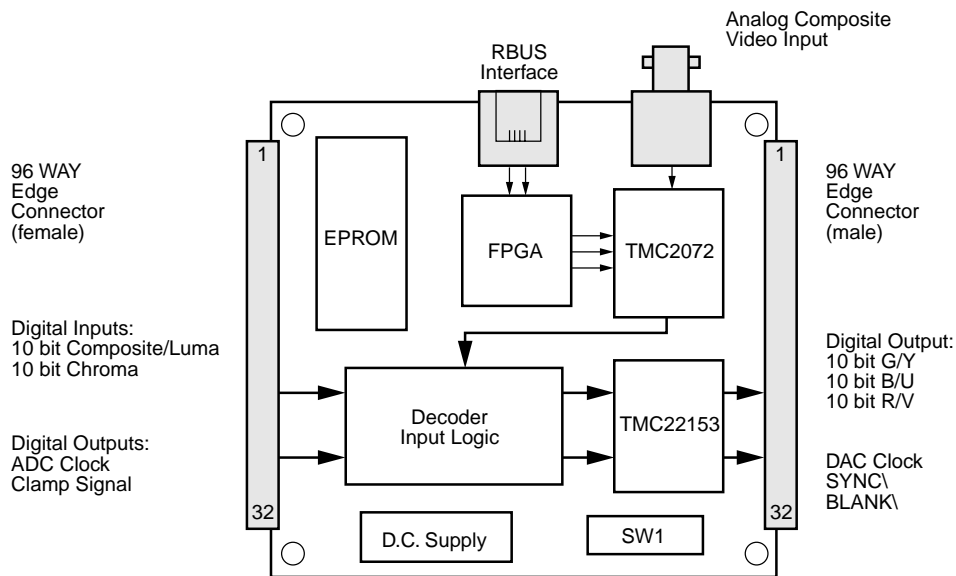 Analog Composite
Video Input
RBUS
Interface
1
1
96 WAY
Edge
Connector
(female)
96 WAY
Edge
Connector
(male)
EPROM
FPGA
TMC2072
Digital Inputs:
10 bit Composite/Luma
10 bit Chroma
Digital Output:
10 bit G/Y
10 bit B/U
10 bit R/V
Decoder
Input Logic
TMC22153
Digital Outputs:
ADC Clock
Clamp Signal
DAC Clock
SYNC\
BLANK\
32
32
D.C. Supply
SW1